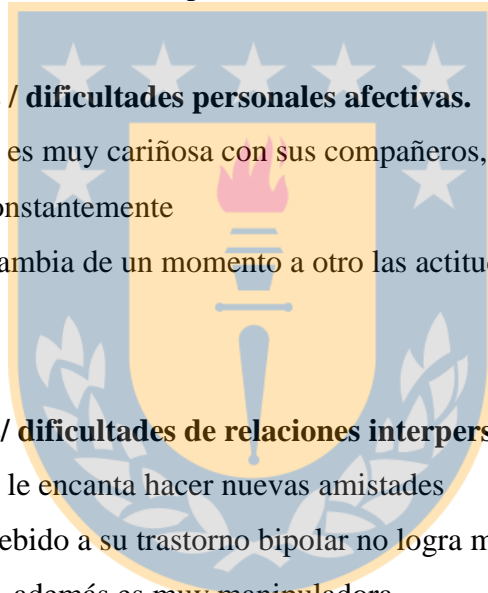 / dificultades personales afectivas.
es muy cariñosa con sus compañeros,
onstantemente
ambia de un momento a otro las actitu
/ dificultades de relaciones interpers
le encanta hacer nuevas amistades
ebido a su trastorno bipolar no logra m
además es muy manipuladora